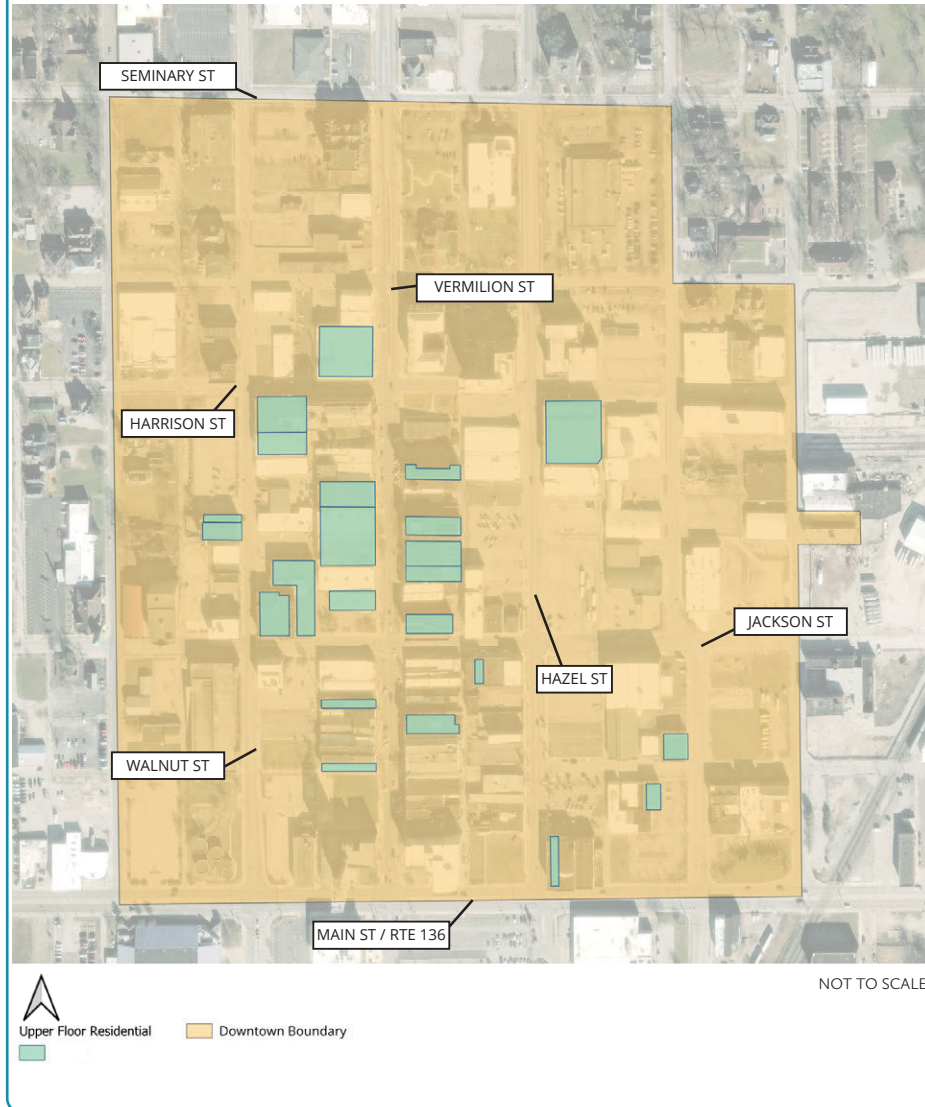 SEMINARY ST
VERMILION ST
HARRISON ST
JACKSON ST
HAZEL ST
WALNUT ST
MAIN ST / RTE 136
NOT TO SCALE
Upper Floor Residential
Downtown Boundary